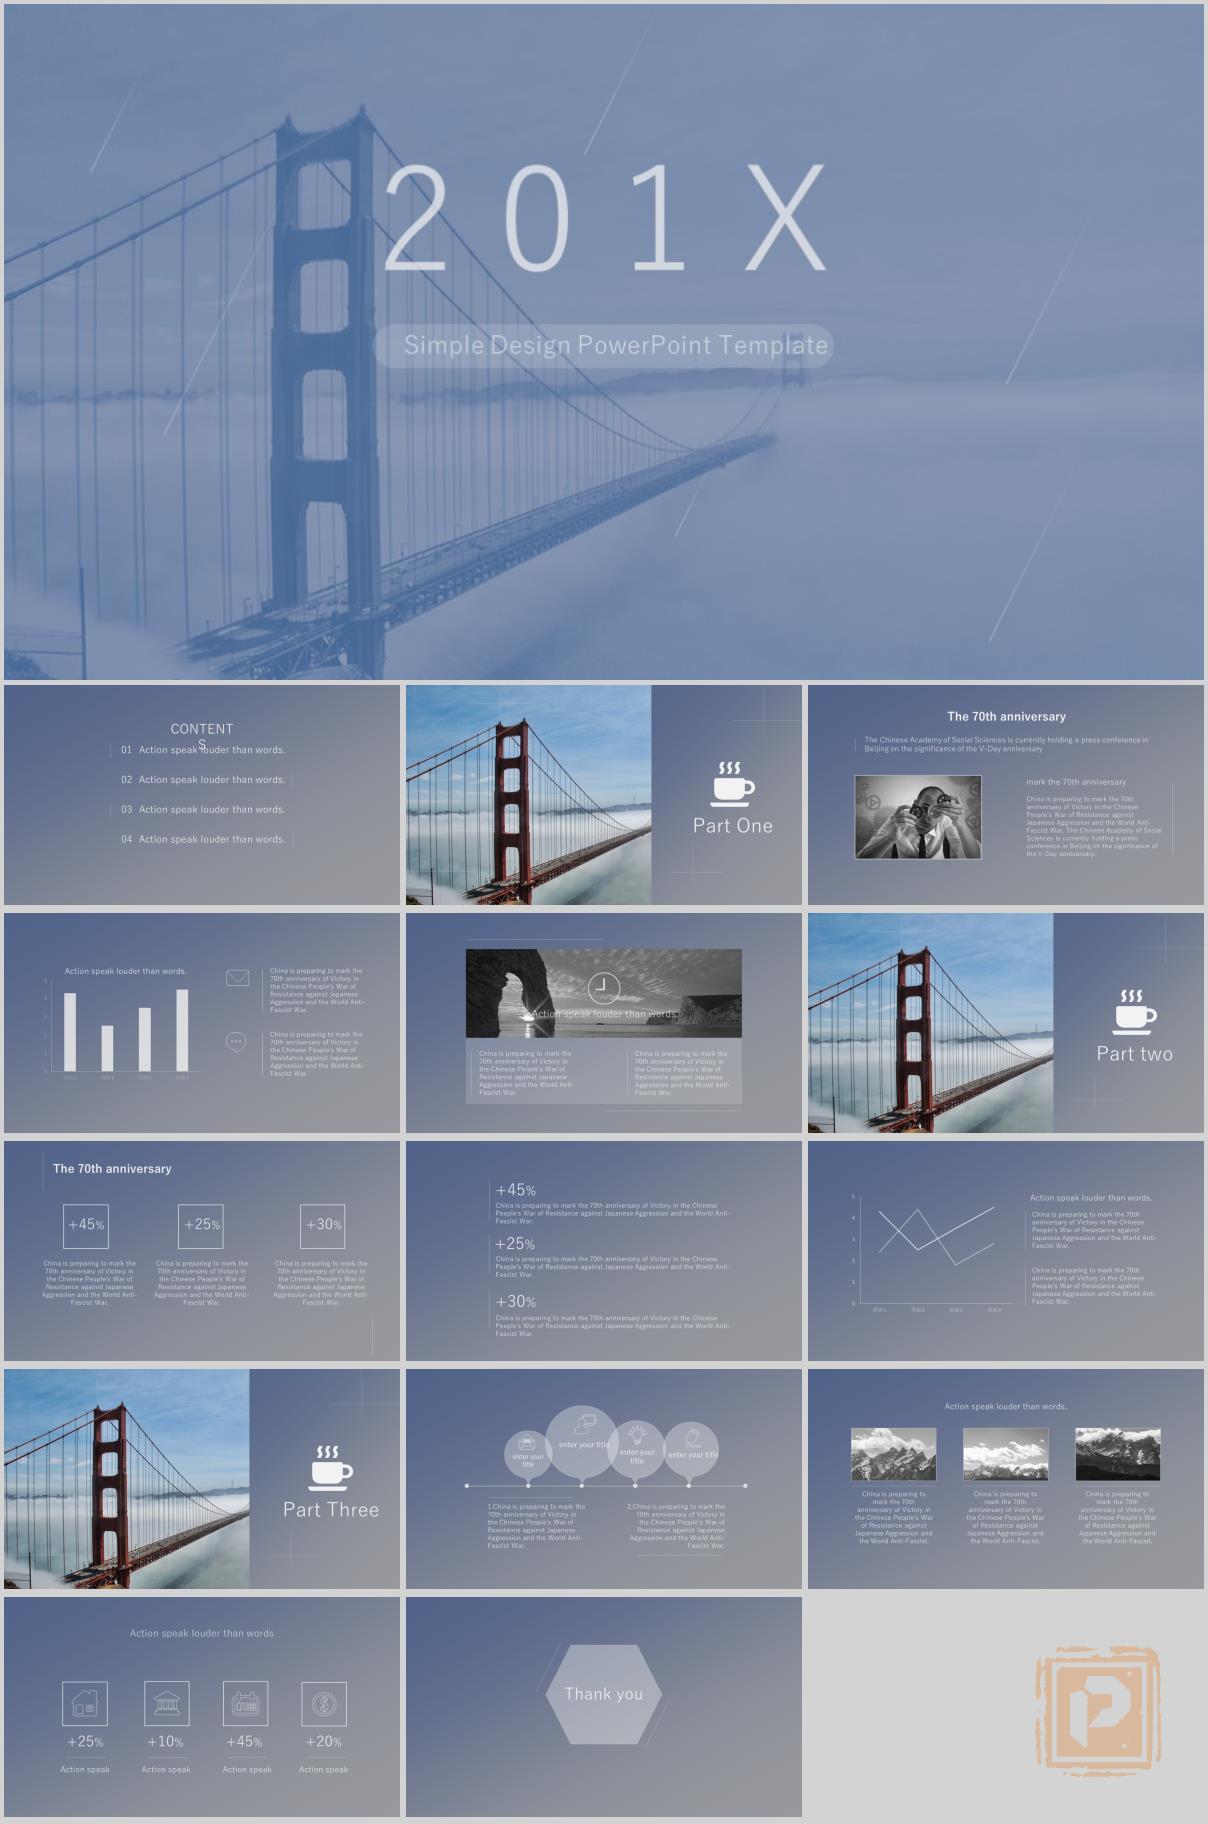 201X
Simple Design PowerPoint Template
CONTENT
S
01 Action speak louder than words.
02 Action speak louder than words.
03 Action speak louder than words.
04 Action speak louder than words.
Part One
The 70th anniversary
The Chinese Academy of Social Sciences is currently holding a press conference in
Beijing on the significance of the V-Day anniversary
mark the 70th anniversary
China is preparing to mark the 70th
anniversary of Victory in the Chinese
People's War of Resistance against
Japanese Aggression and the World Anti-
Fascist War. The Chinese Academy of Social
Sciences is currently holding a press
conference in Beijing on the significance of
the V-Day anniversary.
Action speak louder than words.
China is preparing to mark the
70th anniversary of Victory in
the Chinese People's War of
Resistance against Japanese
Aggression and the World Anti-
Fascist War.
China is preparing to mark the
70th anniversary of Victory in
the Chinese People's War of
Resistance against Japanese
Aggression and the World Anti-
Fascist War.
Action speak louder than words.
China is preparing to mark the
70th anniversary of Victory in
the Chinese People's War of
Resistance against Japanese
Aggression and the World Anti-
Fascist War.
China is preparing to mark the
70th anniversary of Victory in
the Chinese People's War of
Resistance against Japanese
Aggression and the World Anti-
Fascist War.
Part two
The 70th anniversary
+45%
+25%
+30%
China is preparing to mark the
70th anniversary of Victory in
the Chinese People's War of
Resistance against Japanese
Aggression and the World Anti-
Fascist War.
China is preparing to mark the
70th anniversary of Victory in
the Chinese People's War of
Resistance against Japanese
Aggression and the World Anti-
Fascist War.
China is preparing to mark the
70th anniversary of Victory in
the Chinese People's War of
Resistance against Japanese
Aggression and the World Anti-
Fascist War.
+45%
China is preparing to mark the 70th anniversary of Victory in the Chinese
People's War of Resistance against Japanese Aggression and the World Anti-
Fascist War.
+25%
China is preparing to mark the 70th anniversary of Victory in the Chinese
People's War of Resistance against Japanese Aggression and the World Anti-
Fascist War.
+30%
China is preparing to mark the 70th anniversary of Victory in the Chinese
People's War of Resistance against Japanese Aggression and the World Anti-
Fascist War.
5
4
3
2
1
0
Action speak louder than words.
China is preparing to mark the 70th
anniversary of Victory in the Chinese
People's War of Resistance against
Japanese Aggression and the World Anti-
Fascist War.
China is preparing to mark the 70th
anniversary of Victory in the Chinese
People's War of Resistance against
Japanese Aggression and the World Anti-
Fascist War.
Part Three
enter your
title
enter your title
enter your
title
enter your title
1.China is preparing to mark the
70th anniversary of Victory in
the Chinese People's War of
Resistance against Japanese
Aggression and the World Anti-
Fascist War.
2.China is preparing to mark the
70th anniversary of Victory in
the Chinese People's War of
Resistance against Japanese
Aggression and the World Anti-
Fascist War.
Action speak louder than words.
China is preparing to
mark the 70th
anniversary of Victory in
the Chinese People's War
of Resistance against
Japanese Aggression and
the World Anti-Fascist.
China is preparing to
mark the 70th
anniversary of Victory in
the Chinese People's War
of Resistance against
Japanese Aggression and
the World Anti-Fascist.
China is preparing to
mark the 70th
anniversary of Victory in
the Chinese People's War
of Resistance against
Japanese Aggression and
the World Anti-Fascist.
Action speak louder than words
+25%
+10%
+45%
+20%
Action speak
Action speak
Action speak
Action speak
Thank you